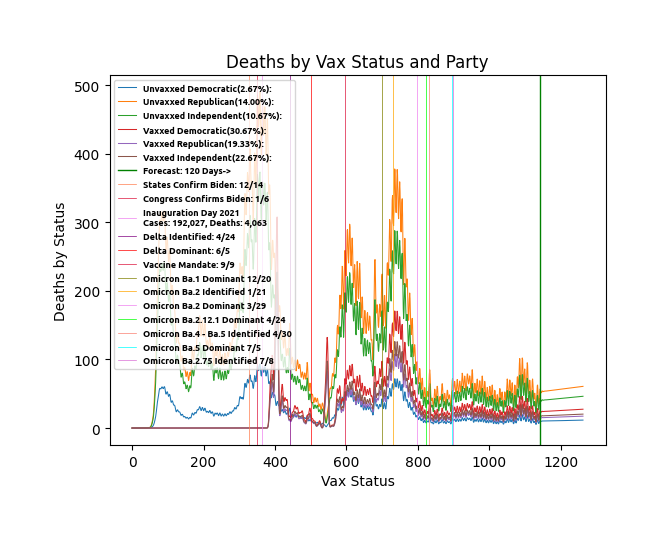 Deaths by Vax Status and Party
500
400
300
200
100
0
Deaths by Status
Unvaxxed Democratic(2.67%):
Unvaxxed Republican(14.00%):
Unvaxxed Independent(10.67%):
Vaxxed Democratic(30.67%):
Vaxxed Republican(19.33%):
Vaxxed Independent(22.67%):
Forecast: 120 Days->
States Confirm Biden: 12/14
Congress Confirms Biden: 1/6
Inauguration Day 2021
Cases: 192,027, Deaths: 4,063
Delta Identified: 4/24
Delta Dominant: 6/5
Vaccine Mandate: 9/9
Omicron Ba.1 Dominant 12/20
Omicron Ba.2 Identified 1/21
Omicron Ba.2 Dominant 3/29
Omicron Ba.2.12.1 Dominant 4/24
Omicron Ba.4 - Ba.5 Identified 4/30
Omicron Ba.5 Dominant 7/5
Omicron Ba.2.75 Identified 7/8
0 200 400 600 800 1000 1200
Vax Status